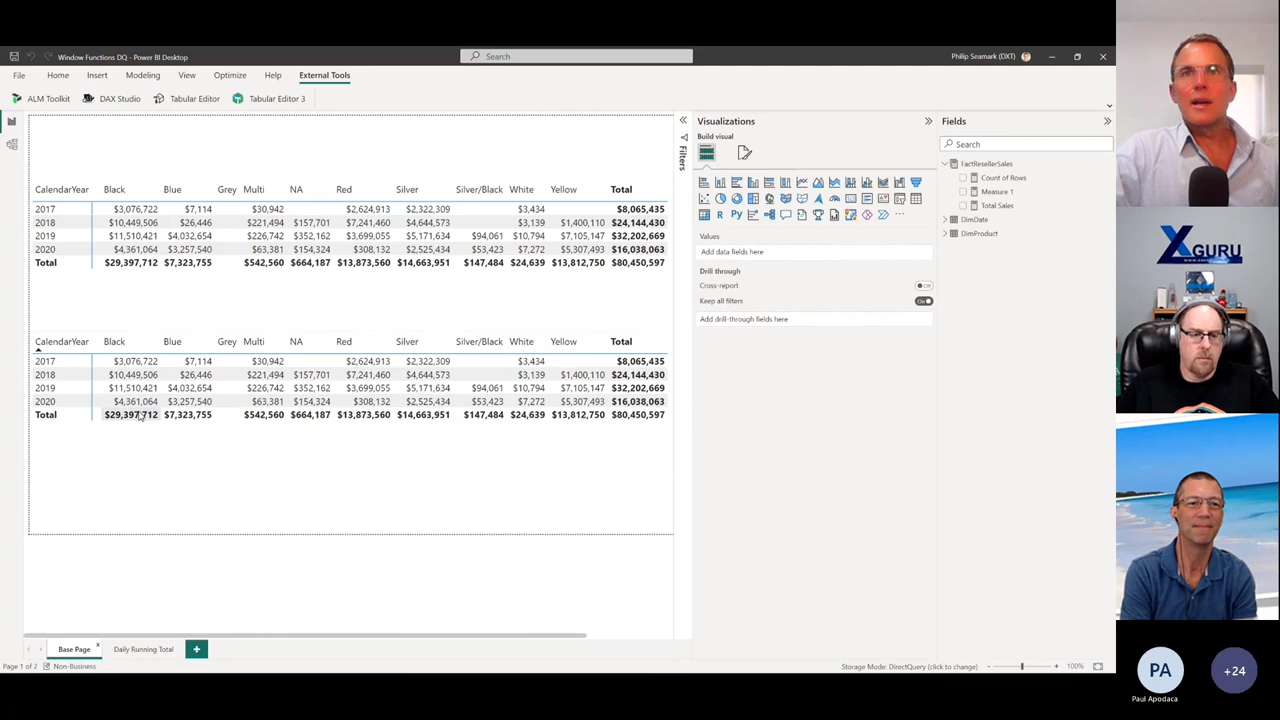 Window Functions DQ - Power BI Desktop
Search
Philip Seamark (DXT)
File Home Insert Modeling View Optimize Help External Tools
ALM Toolkit DAX Studio Tabular Editor Tabular Editor 3
CalendarYear Black Blue Grey Multi NA Red Silver Silver/Black White Yellow Total
2017 $3,076,722 $7,114 $30,942 $2,624,913 $2,322,309 $3,434 $8,065,435
2018 $10,449,506 $26,446 $221,494 $157,701 $7,241,460 $4,644,573 $3,139 $1,400,110 $24,144,430
2019 $11,510,421 $4,032,654 $226,742 $352,162 $3,699,055 $5,171,634 $94,061 $10,794 $7,105,147 $32,202,669
2020 $4,361,064 $3,257,540 $63,381 $154,324 $308,132 $2,525,434 $53,423 $7,272 $5,307,493 $16,038,063
Total $29,397,712 $7,323,755 $542,560 $664,187 $13,873,560 $14,663,951 $147,484 $24,639 $13,812,750 $80,450,597
CalendarYear Black Blue Grey Multi NA Red Silver Silver/Black White Yellow Total
2017 $3,076,722 $7,114 $30,942 $2,624,913 $2,322,309 $3,434 $8,065,435
2018 $10,449,506 $26,446 $221,494 $157,701 $7,241,460 $4,644,573 $3,139 $1,400,110 $24,144,430
2019 $11,510,421 $4,032,654 $226,742 $352,162 $3,699,055 $5,171,634 $94,061 $10,794 $7,105,147 $32,202,669
2020 $4,361,064 $3,257,540 $63,381 $154,324 $308,132 $2,525,434 $53,423 $7,272 $5,307,493 $16,038,063
Total $29,397,712 $7,323,755 $542,560 $664,187 $13,873,560 $14,663,951 $147,484 $24,639 $13,812,750 $80,450,597
Filters
Visualizations
Build visual
R Py
Values
Add data fields here
Drill through
Cross-report Off
Keep all filters On
Add drill-through fields here
Fields
Search
FactResellerSales
Count of Rows
Measure 1
Total Sales
DimDate
DimProduct
Base Page Daily Running Total
Page 1 of 2 Non-Business
Storage Mode: DirectQuery (click to change) 100%
XGURU
PA
Paul Apodaca
+24